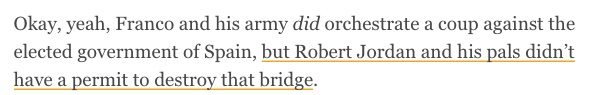 Okay, yeah, Franco and his army did orchestrate a coup against the
elected government of Spain, but Robert Jordan and his pals didn’t
have a permit to destroy that bridge.